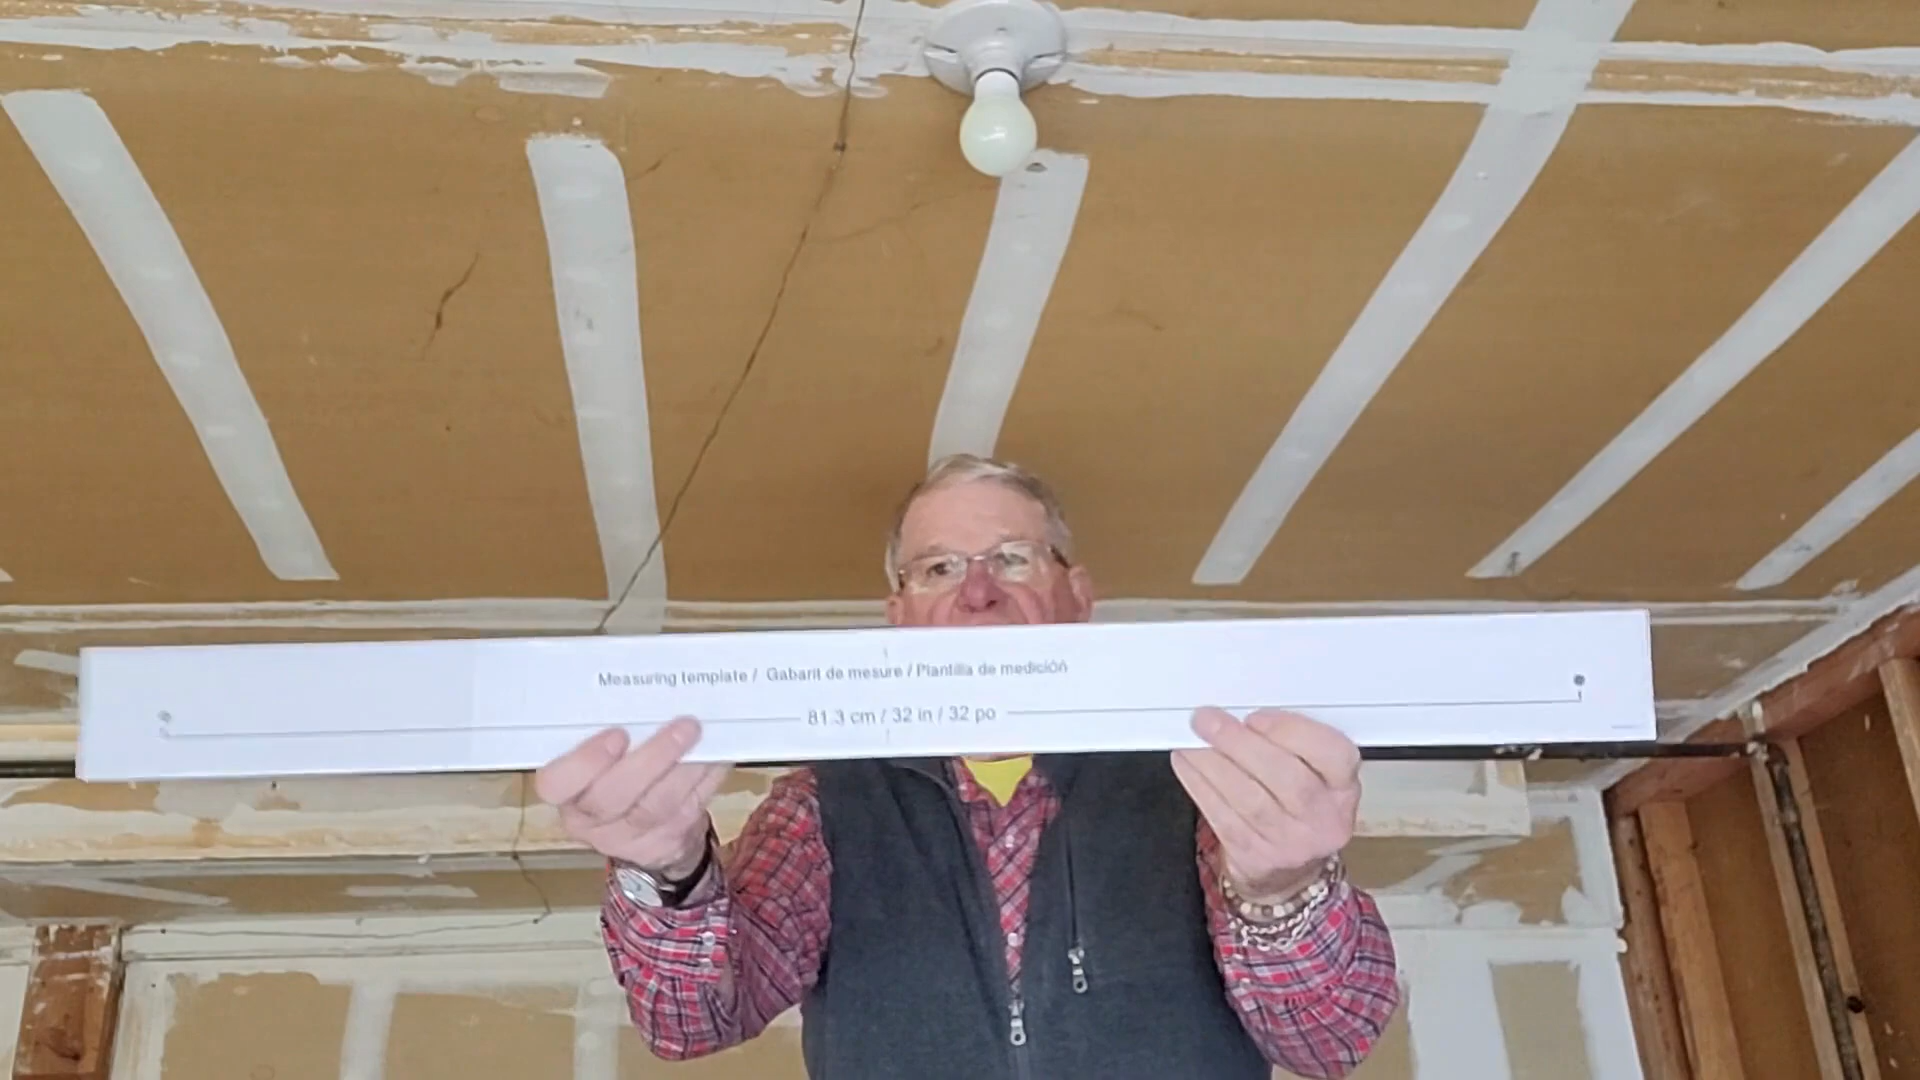 Measuring template / Gabarit de mesure / Plantilla de medición
81.3 cm / 32 in / 32 po